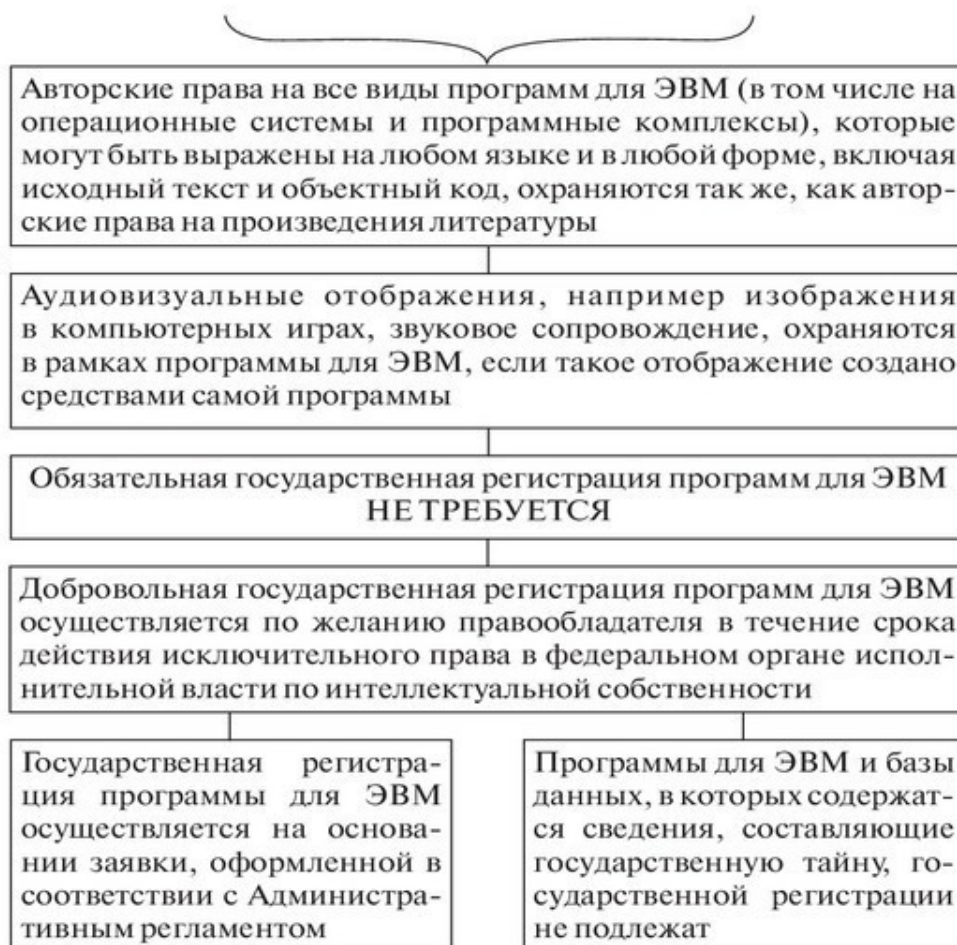 Авторские права на все виды программ для ЭВМ (в том числе на
операционные системы и программные комплексы), которые
могут быть выражены на любом языке и в любой форме, включая
исходный текст и объектный код, охраняются так же, как автор-
ские права на произведения литературы
Аудиовизуальные отображения, например изображения
в компьютерных играх, звуковое сопровождение, охраняются
в рамках программы для ЭВМ, если такое отображение создано
средствами самой программы
Обязательная государственная регистрация программ для ЭВМ
НЕ ТРЕБУЕТСЯ
Добровольная государственная регистрация программ для ЭВМ
осуществляется по желанию правообладателя в течение срока
действия исключительного права в федеральном органе испол-
нительной власти по интеллектуальной собственности
Государственная регистра-
ция программы для ЭВМ
осуществляется на основа-
нии заявки, оформленной в
соответствии с Администра-
тивным регламентом
Программы для ЭВМ и базы
данных, в которых содержат-
ся сведения, составляющие
государственную тайну, го-
сударственной регистрации
не подлежат